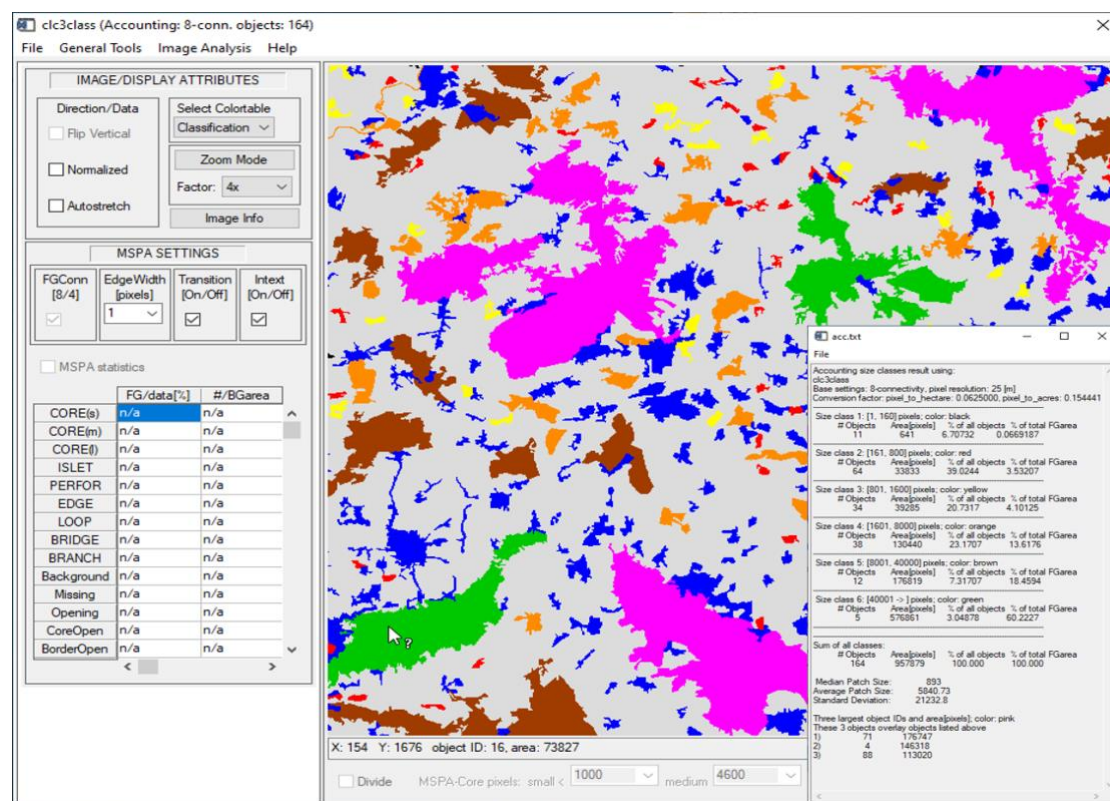 clc3class (Accounting: 8-conn. objects: 164)
File General Tools Image Analysis Help
IMAGE/DISPLAY ATTRIBUTES
Direction/Data
Flip Vertical
Normalized
Autostretch
Select Colortable
Classification
Zoom Mode
Factor: 4x
Image Info
MSPA SETTINGS
FGConn [8/4]
EdgeWidth [pixels]
1
Transition [On/Off]
Intext [On/Off]
MSPA statistics
FG/data[%] #/BGarea
CORE(s) n/a n/a
CORE(m) n/a n/a
CORE(l) n/a n/a
ISLET n/a n/a
PERFOR n/a n/a
EDGE n/a n/a
LOOP n/a n/a
BRIDGE n/a n/a
BRANCH n/a n/a
Background n/a n/a
Missing n/a n/a
Opening n/a n/a
CoreOpen n/a n/a
BorderOpen n/a n/a
X: 154 Y: 1676 object ID: 16, area: 73827
Divide MSPA-Core pixels: small < 1000 medium 4600
acc.txt
File
Accounting size classes result using:
clc3class
Base settings: 8-connectivity, pixel resolution: 25 [m]
Conversion factor: pixel_to_hectare: 0.0625000, pixel_to_acres: 0.154441
Size class 1: [1, 160] pixels; color: black
# Objects Area[pixels] % of all objects % of total FGarea
11 641 6.70732 0.0669187
Size class 2: [161, 800] pixels; color: red
# Objects Area[pixels] % of all objects % of total FGarea
64 33833 39.0244 3.53207
Size class 3: [801, 1600] pixels; color: yellow
# Objects Area[pixels] % of all objects % of total FGarea
34 39285 20.7317 4.10125
Size class 4: [1601, 8000] pixels; color: orange
# Objects Area[pixels] % of all objects % of total FGarea
38 130440 23.1707 13.6176
Size class 5: [8001, 40000] pixels; color: brown
# Objects Area[pixels] % of all objects % of total FGarea
12 176819 7.31707 18.4594
Size class 6: [40001 -> ] pixels; color: green
# Objects Area[pixels] % of all objects % of total FGarea
5 576861 3.04878 60.2227
Sum of all classes:
# Objects Area[pixels] % of all objects % of total FGarea
164 957879 100.000 100.000
Median Patch Size: 893
Average Patch Size: 5840.73
Standard Deviation: 21232.8
Three largest object IDs and area[pixels]; color: pink
These 3 objects overlay objects listed above
1) 71 176747
2) 4 146318
3) 88 113020